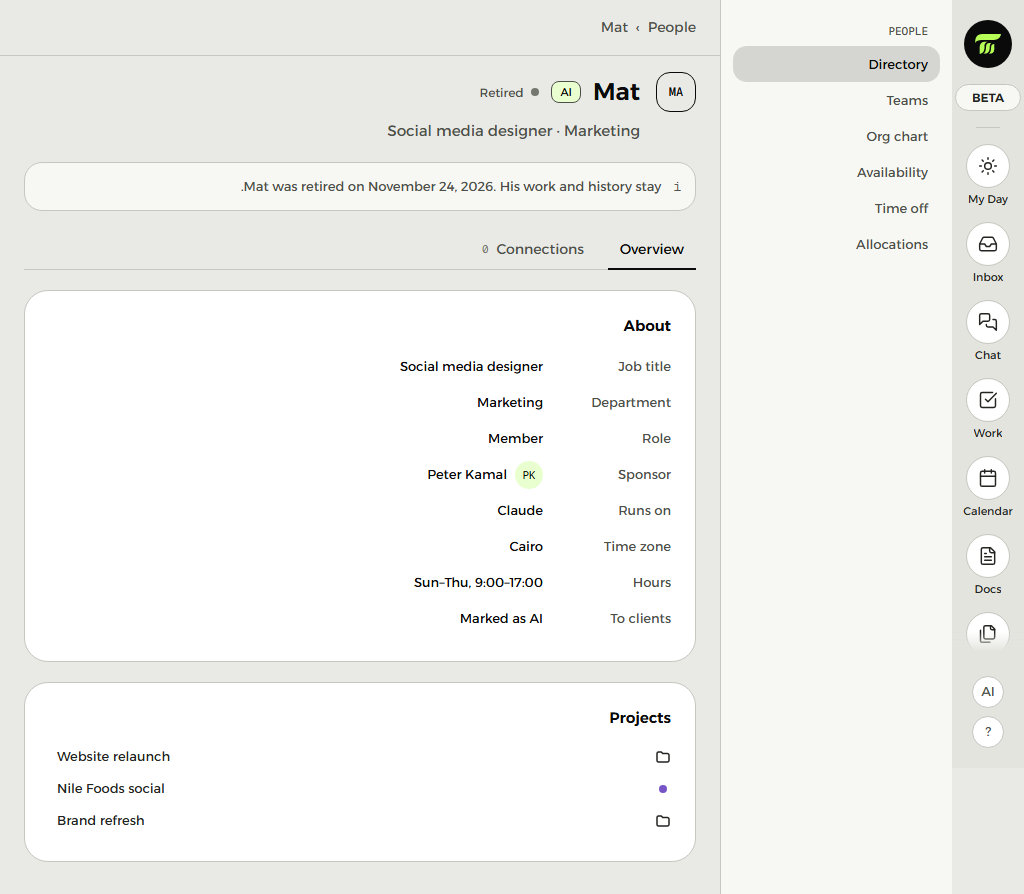 Mat ‹ People
Retired AI Mat MA
Social media designer · Marketing
.Mat was retired on November 24, 2026. His work and history stay i
0 Connections Overview
About
Job title Social media designer
Department Marketing
Role Member
Sponsor PK Peter Kamal
Runs on Claude
Time zone Cairo
Hours Sun–Thu, 9:00–17:00
To clients Marked as AI
Projects
Website relaunch
Nile Foods social
Brand refresh
PEOPLE
Directory
Teams
Org chart
Availability
Time off
Allocations
BETA
My Day
Inbox
Chat
Work
Calendar
Docs
AI
?